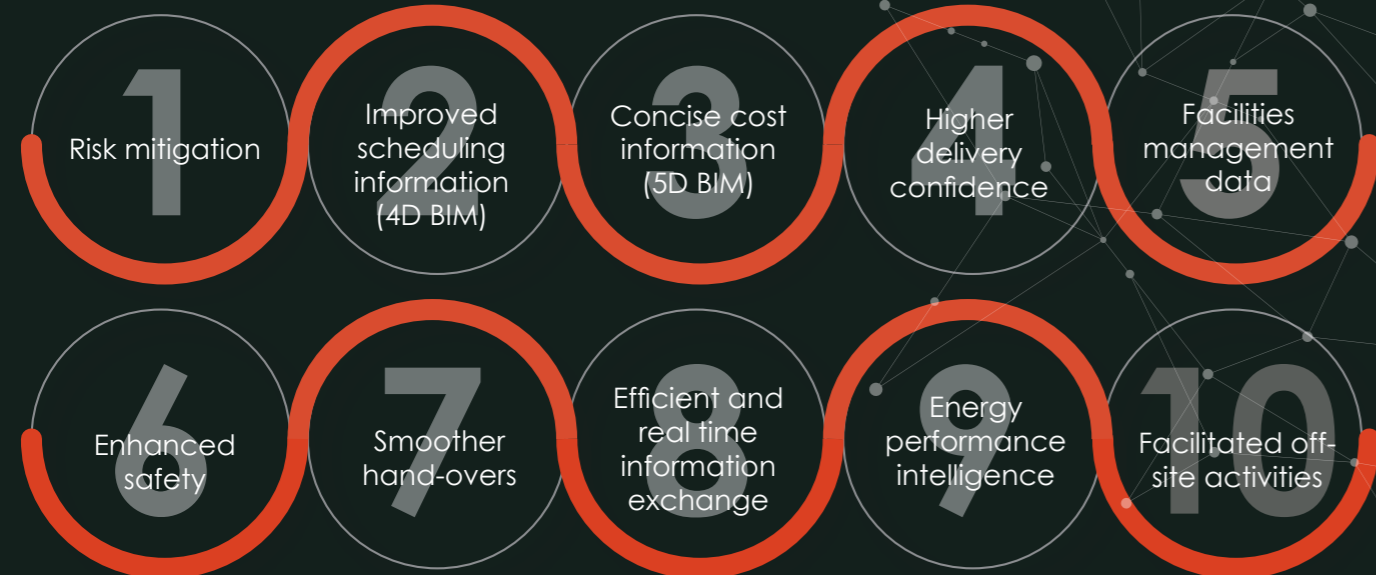 1
Risk mitigation
2
Improved
scheduling
information
(4D BIM)
3
Concise cost
information
(5D BIM)
4
Higher
delivery
confidence
5
Facilities
management
data
6
Enhanced
safety
7
Smoother
hand-overs
8
Efficient and
real time
information
exchange
9
Energy
performance
intelligence
10
Facilitated off-
site activities